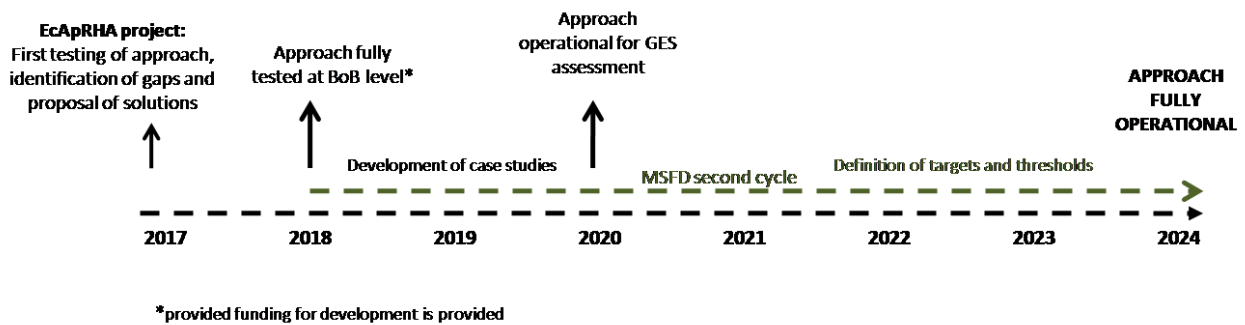 EcApRHA project:
First testing of approach,
identification of gaps and
proposal of solutions
Approach fully
tested at BoB level*
Approach
operational for GES
assessment
APPROACH
FULLY
OPERATIONAL
Development of case studies
MSFD second cycle
Definition of targets and thresholds
2017 2018 2019 2020 2021 2022 2023 2024
*provided funding for development is provided